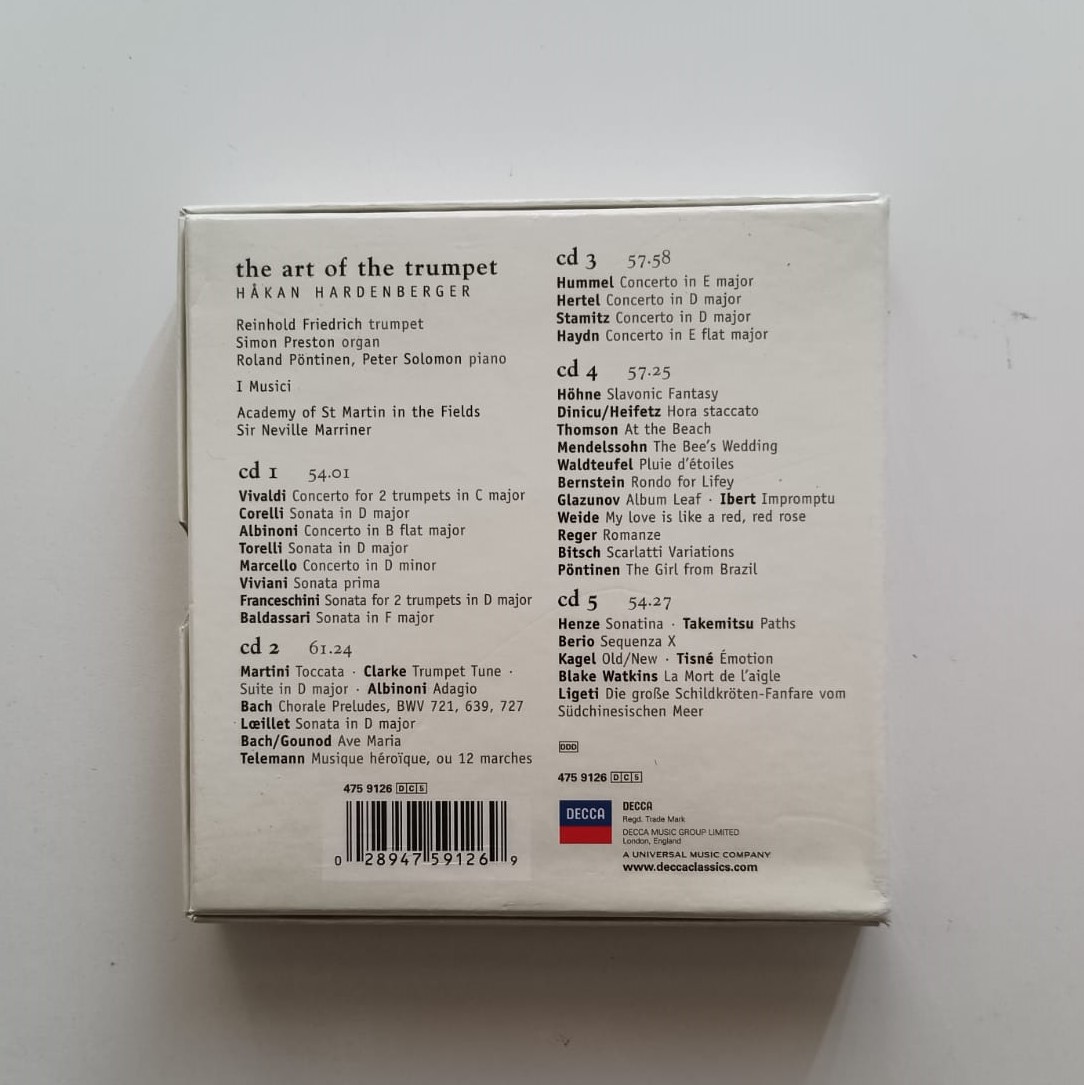 the art of the trumpet
HÅKAN HARDENBERGER
Reinhold Friedrich trumpet
Simon Preston organ
Roland Pöntinen, Peter Solomon piano
I Musici
Academy of St Martin in the Fields
Sir Neville Marriner
cd 1 54.01
Vivaldi Concerto for 2 trumpets in C major
Corelli Sonata in D major
Albinoni Concerto in B flat major
Torelli Sonata in D major
Marcello Concerto in D minor
Viviani Sonata prima
Franceschini Sonata for 2 trumpets in D major
Baldassari Sonata in F major
cd 2 61.24
Martini Toccata · Clarke Trumpet Tune ·
Suite in D major · Albinoni Adagio
Bach Chorale Preludes, BWV 721, 639, 727
Lœillet Sonata in D major
Bach/Gounod Ave Maria
Telemann Musique héroïque, ou 12 marches
475 9126 DC5
0 28947 59126 9
cd 3 57.58
Hummel Concerto in E major
Hertel Concerto in D major
Stamitz Concerto in D major
Haydn Concerto in E flat major
cd 4 57.25
Höhne Slavonic Fantasy
Dinicu/Heifetz Hora staccato
Thomson At the Beach
Mendelssohn The Bee's Wedding
Waldteufel Pluie d'étoiles
Bernstein Rondo for Lifey
Glazunov Album Leaf · Ibert Impromptu
Weide My love is like a red, red rose
Reger Romanze
Bitsch Scarlatti Variations
Pöntinen The Girl from Brazil
cd 5 54.27
Henze Sonatina · Takemitsu Paths
Berio Sequenza X
Kagel Old/New · Tisné Émotion
Blake Watkins La Mort de l'aigle
Ligeti Die große Schildkröten-Fanfare vom
Südchinesischen Meer
DDD
475 9126 DC5
DECCA
DECCA
Regd. Trade Mark
DECCA MUSIC GROUP LIMITED
London, England
A UNIVERSAL MUSIC COMPANY
www.deccaclassics.com